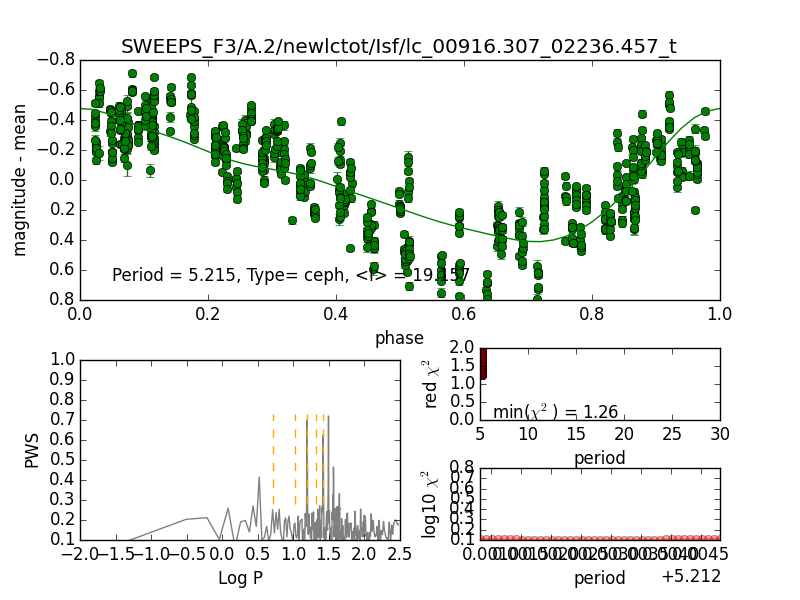 SWEEPS_F3/A.2/newlctot/Isf/lc_00916.307_02236.457_t
−0.8
−0.6
−0.4
−0.2
0.0
0.2
0.4
0.6
0.8
magnitude - mean
Period = 5.215, Type= ceph, <f> = 19.157
0.0 0.2 0.4 0.6 0.8 1.0
phase
1.0
0.9
0.8
0.7
0.6
0.5
0.4
0.3
0.2
0.1
PWS
−2.0 −1.5 −1.0 −0.5 0.0 0.5 1.0 1.5 2.0 2.5
Log P
2.0
1.5
1.0
0.5
0.0
red χ²
min(χ² ) = 1.26
5 10 15 20 25 30
period
0.8
0.7
0.6
0.5
0.4
0.3
0.2
0.1
log10 χ²
period
+5.212